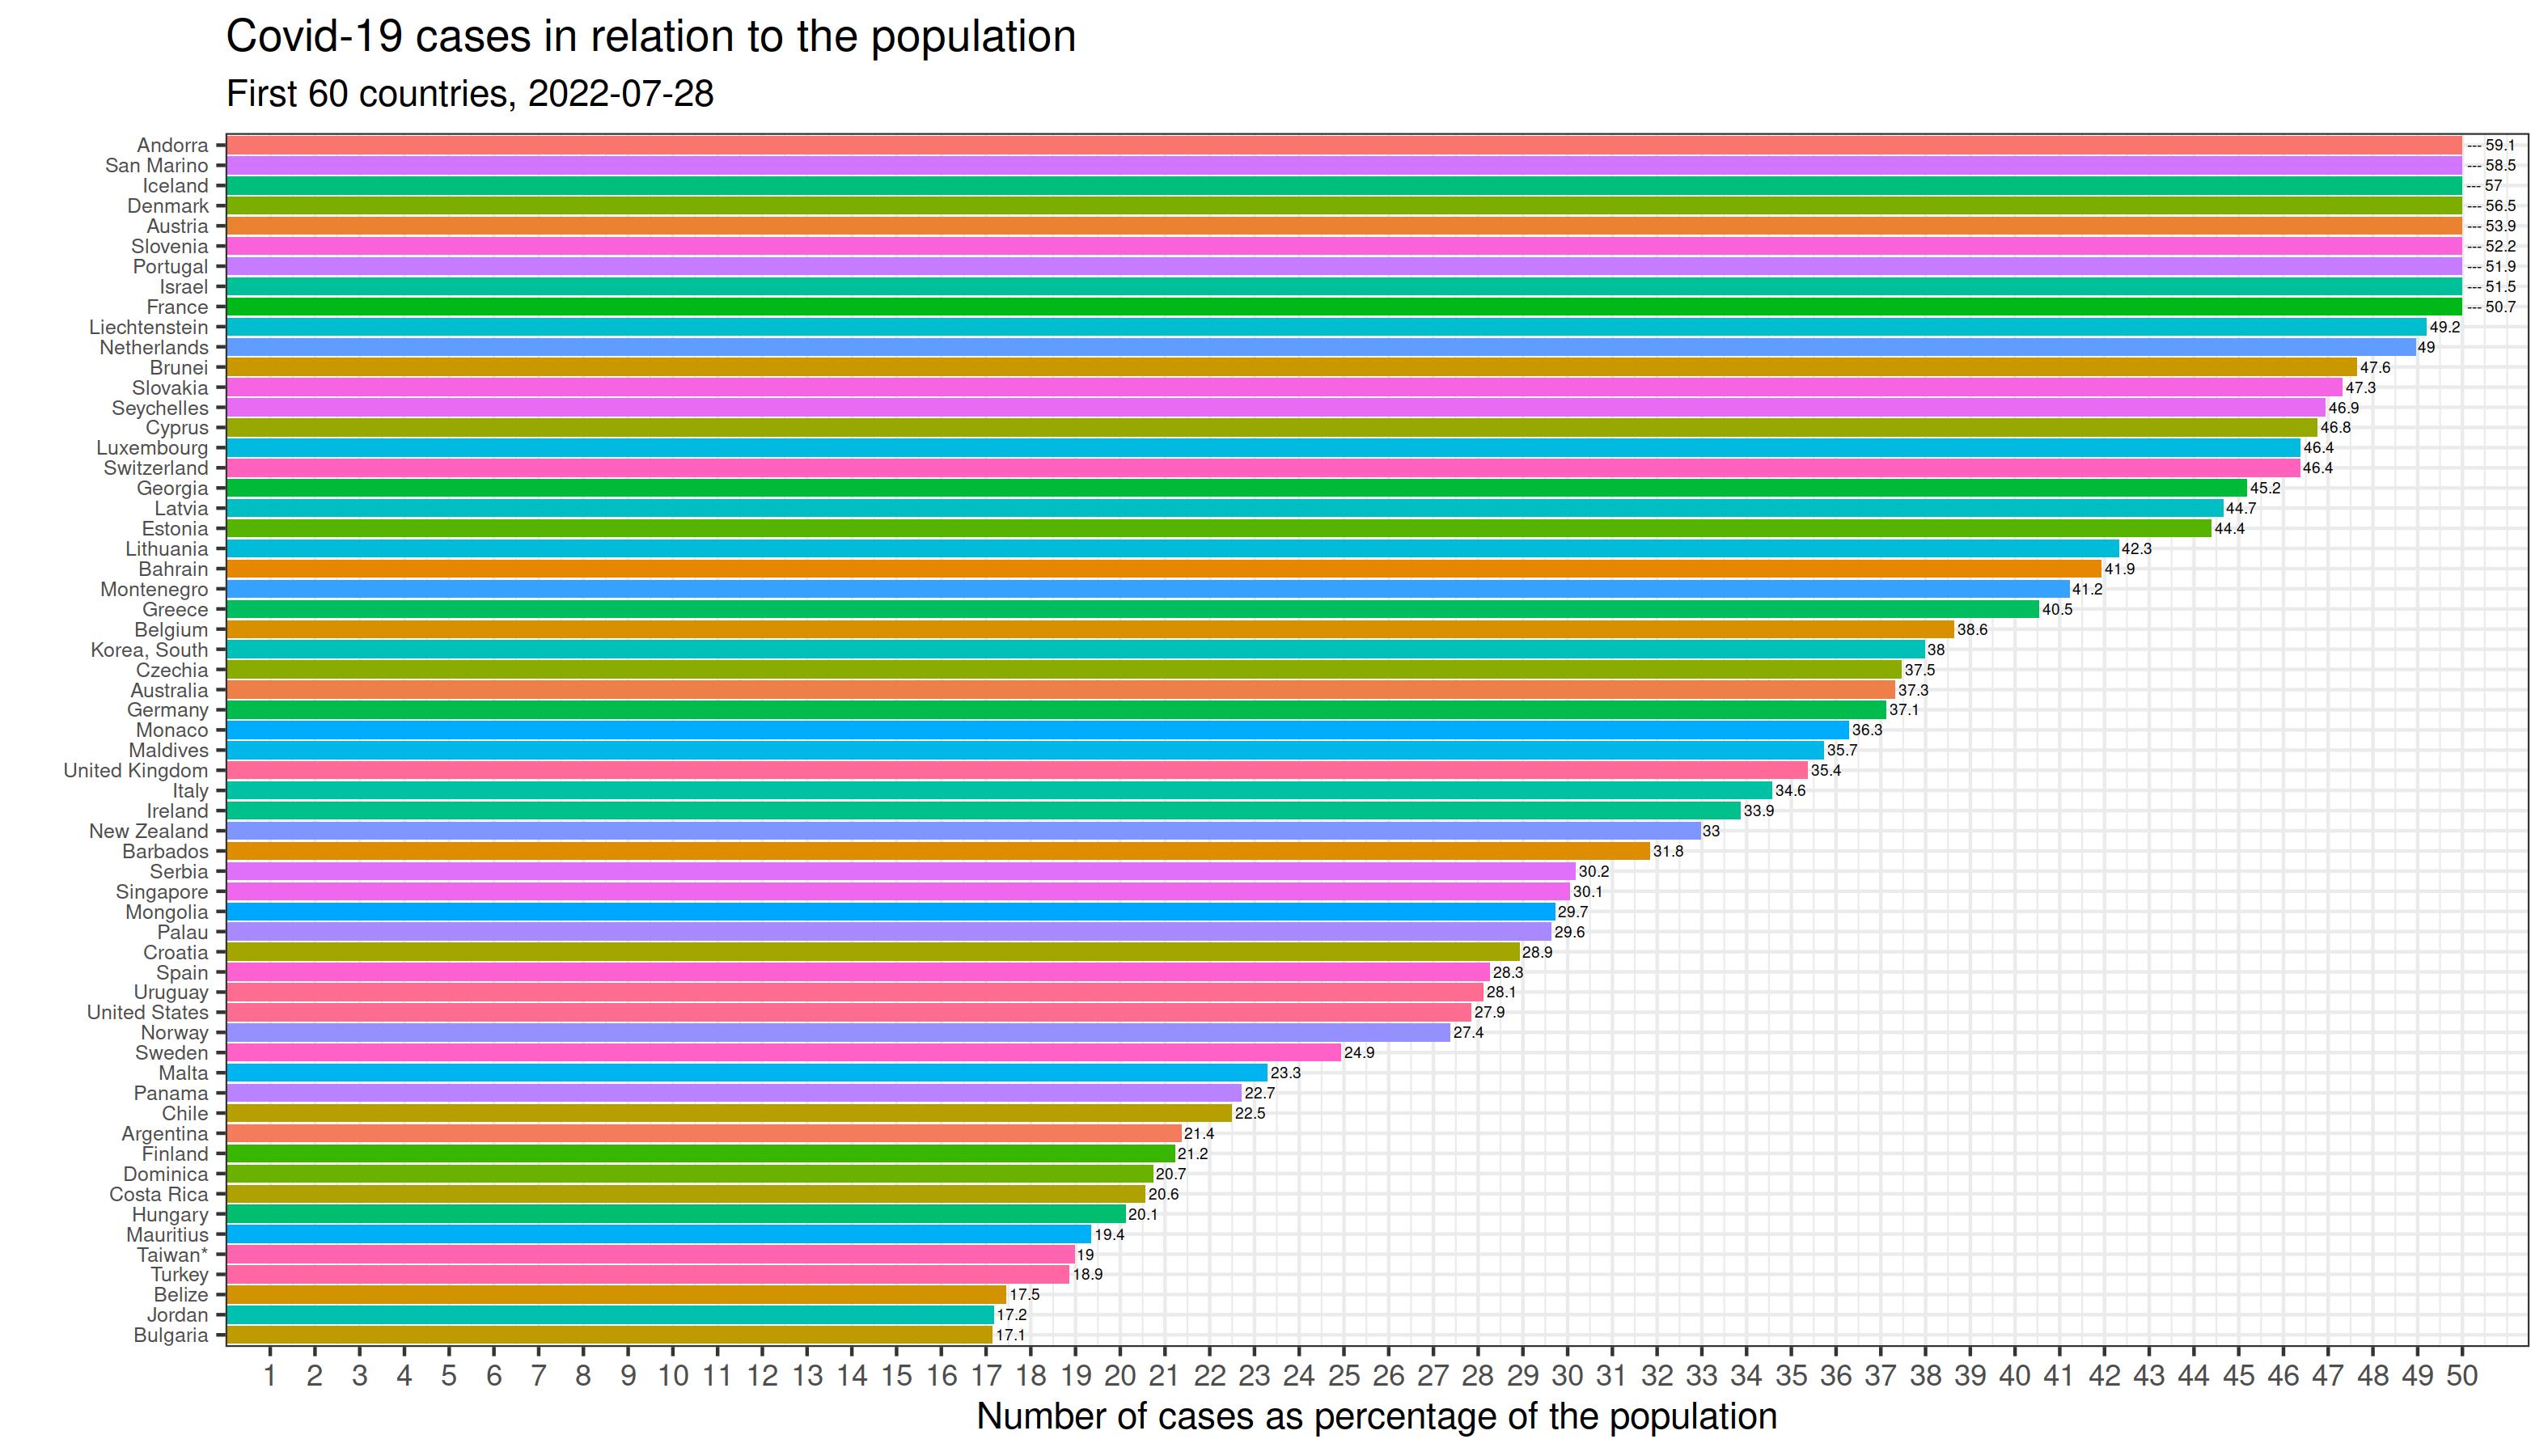 Covid-19 cases in relation to the population
First 60 countries, 2022-07-28
Andorra --- 59.1
San Marino --- 58.5
Iceland --- 57
Denmark --- 56.5
Austria --- 53.9
Slovenia --- 52.2
Portugal --- 51.9
Israel --- 51.5
France --- 50.7
Liechtenstein 49.2
Netherlands 49
Brunei 47.6
Slovakia 47.3
Seychelles 46.9
Cyprus 46.8
Luxembourg 46.4
Switzerland 46.4
Georgia 45.2
Latvia 44.7
Estonia 44.4
Lithuania 42.3
Bahrain 41.9
Montenegro 41.2
Greece 40.5
Belgium 38.6
Korea, South 38
Czechia 37.5
Australia 37.3
Germany 37.1
Monaco 36.3
Maldives 35.7
United Kingdom 35.4
Italy 34.6
Ireland 33.9
New Zealand 33
Barbados 31.8
Serbia 30.2
Singapore 30.1
Mongolia 29.7
Palau 29.6
Croatia 28.9
Spain 28.3
Uruguay 28.1
United States 27.9
Norway 27.4
Sweden 24.9
Malta 23.3
Panama 22.7
Chile 22.5
Argentina 21.4
Finland 21.2
Dominica 20.7
Costa Rica 20.6
Hungary 20.1
Mauritius 19.4
Taiwan* 19
Turkey 18.9
Belize 17.5
Jordan 17.2
Bulgaria 17.1
1 2 3 4 5 6 7 8 9 10 11 12 13 14 15 16 17 18 19 20 21 22 23 24 25 26 27 28 29 30 31 32 33 34 35 36 37 38 39 40 41 42 43 44 45 46 47 48 49 50
Number of cases as percentage of the population